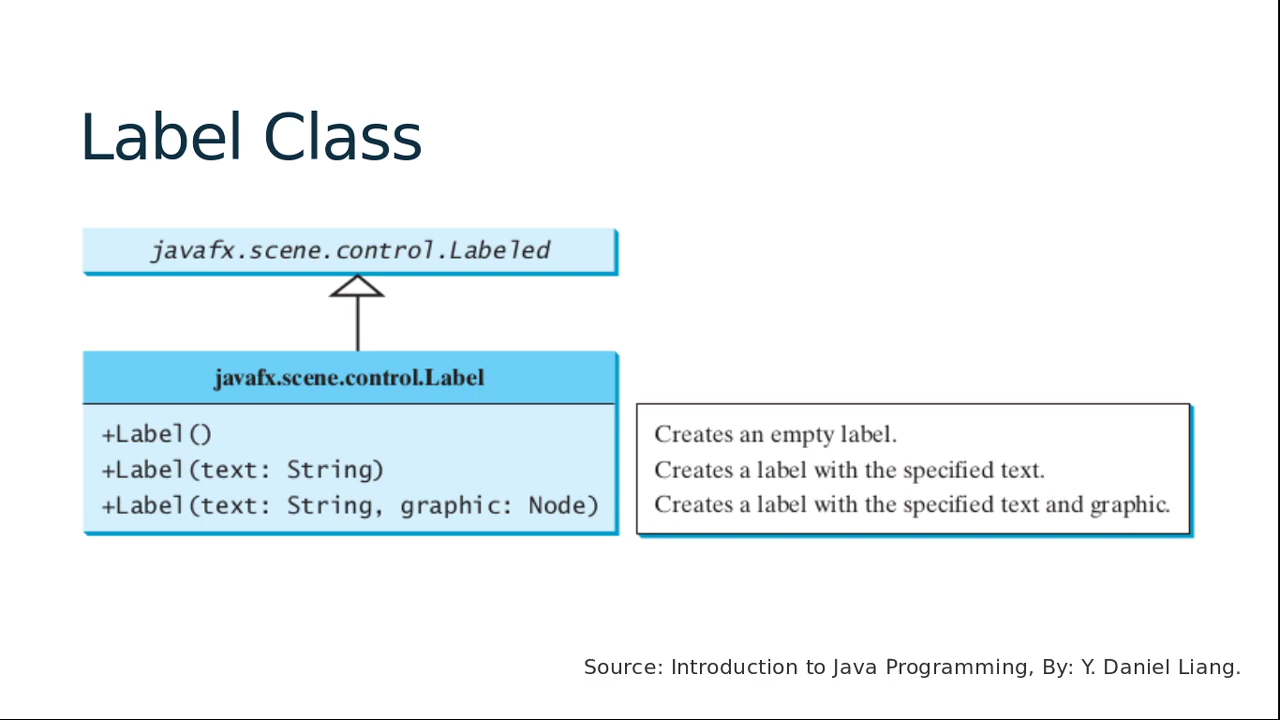 Label Class
javafx.scene.control.Labeled
javafx.scene.control.Label
+Label()
+Label(text: String)
+Label(text: String, graphic: Node)
Creates an empty label.
Creates a label with the specified text.
Creates a label with the specified text and graphic.
Source: Introduction to Java Programming, By: Y. Daniel Liang.